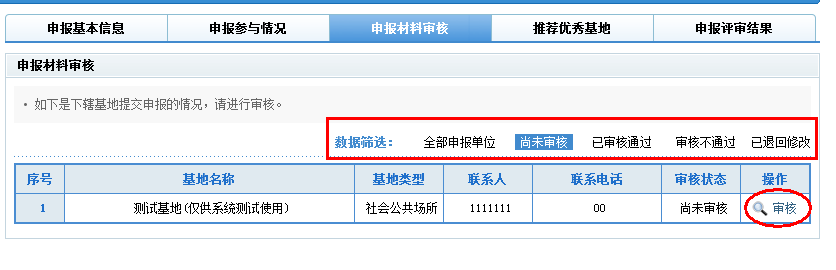 申报基本信息 申报参与情况 申报材料审核 推荐优秀基地 申报评审结果
申报材料审核
• 如下是下辖基地提交申报的情况，请进行审核。
数据筛选： 全部申报单位 尚未审核 已审核通过 审核不通过 已退回修改
序号 基地名称 基地类型 联系人 联系电话 审核状态 操作
1 测试基地(仅供系统测试使用) 社会公共场所 1111111 00 尚未审核 审核